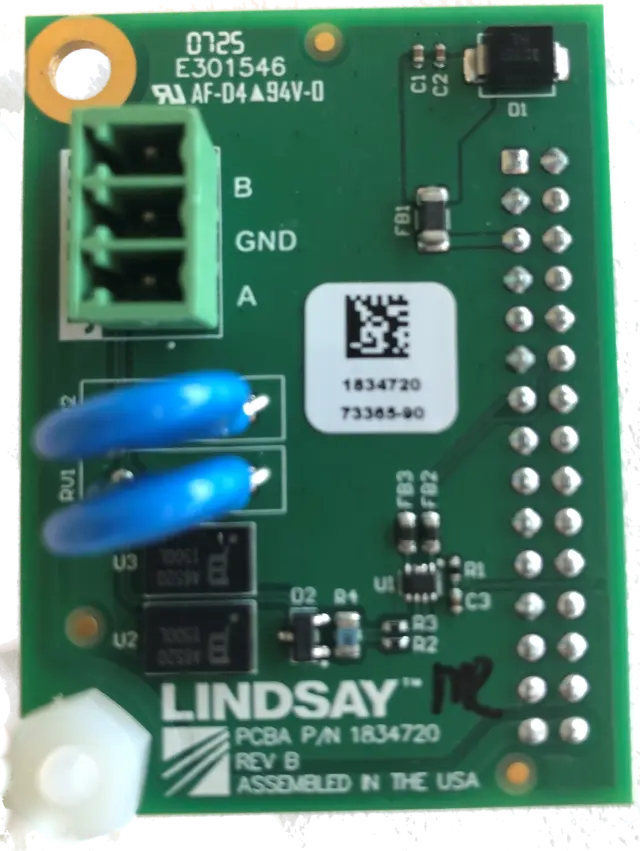 0725
E301546
AF-D4▲94V-0
C1
C2
D1
B
GND
A
FB1
1834720
73365-90
RV1
FB3
FB2
U3
U1
R1
C3
D2
R4
U2
R3
R2
LINDSAY™
PCBA P/N 1834720
REV B
ASSEMBLED IN THE USA